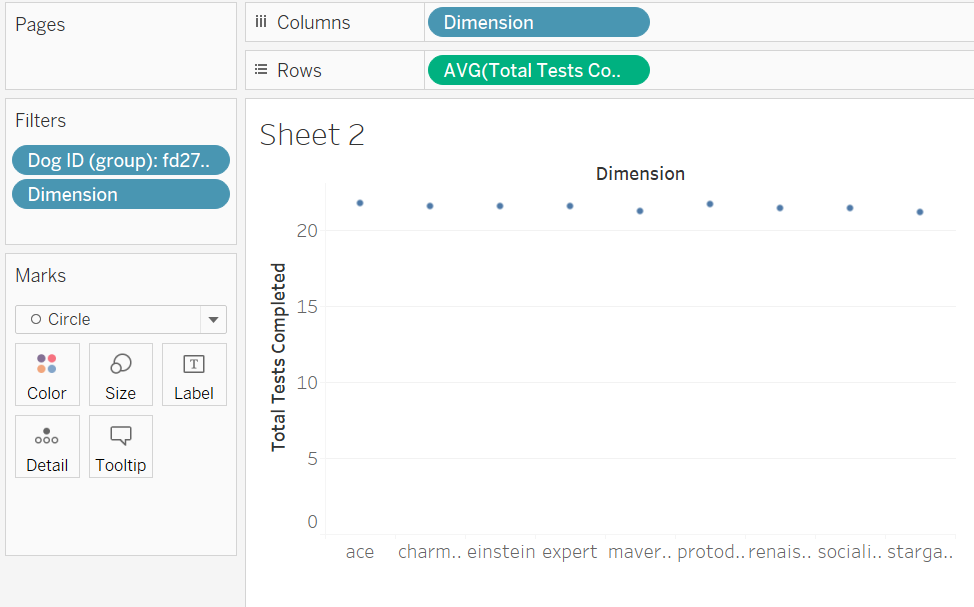 Pages
Columns
Dimension
Rows
AVG(Total Tests Co..
Filters
Dog ID (group): fd27..
Dimension
Marks
Circle
Color
Size
T
Label
Detail
Tooltip
Sheet 2
Dimension
Total Tests Completed
20
15
10
5
0
ace charm.. einstein expert maver.. protod.. renais.. sociali.. starga..